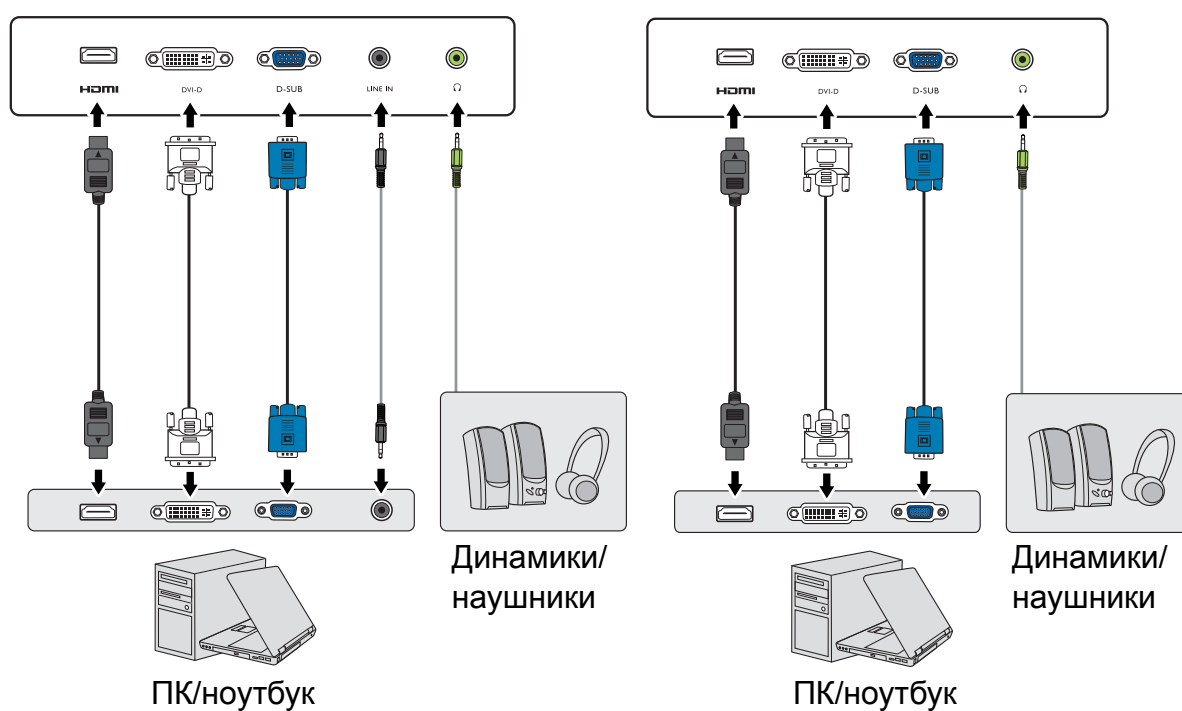 HDMI DVI-D D-SUB LINE IN
HDMI DVI-D D-SUB
Динамики/
наушники
ПК/ноутбук
Динамики/
наушники
ПК/ноутбук